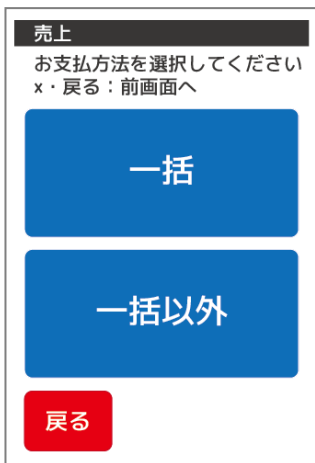 売上
お支払方法を選択してください
x・戻る：前画面へ
一括
一括以外
戻る